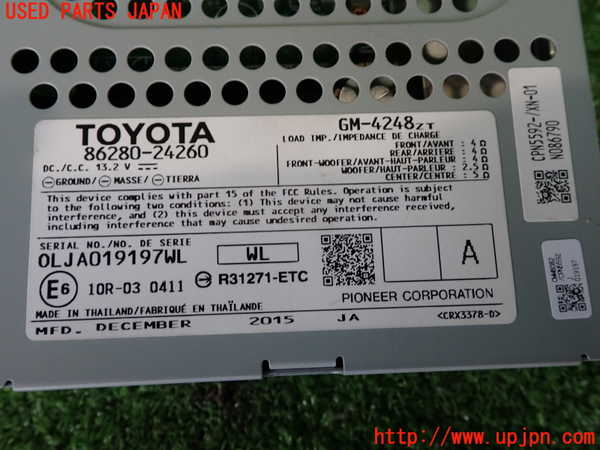 USED PARTS JAPAN
TOYOTA
86280-24260
DC./C.C. 13.2 V
GROUND/ MASSE/ TIERRA
GM-4248ZT
LOAD IMP./IMPEDANCE DE CHARGE
FRONT/AVANT : 4Ω
REAR/ARRIÈRE : 4Ω
FRONT-WOOFER/AVANT-HAUT-PARLEUR : 4Ω
WOOFER/HAUT-PARLEUR : 2.5Ω
CENTER/CENTRE : 5Ω
This device complies with part 15 of the FCC Rules. Operation is subject
to the following two conditions: (1) This device may not cause harmful
interference, and (2) this device must accept any interference received,
including interference that may cause undesired operation.
SERIAL NO./NO. DE SERIE
0LJA019197WL
WL
A
E6
10R-03 0411
R31271-ETC
PIONEER CORPORATION
MADE IN THAILAND/FABRIQUÉ EN THAÏLANDE
MFD. DECEMBER 2015 JA
<CRX3378-D>
CPN5592-/XN-01
N086790
019197
http://www.upjpn.com/